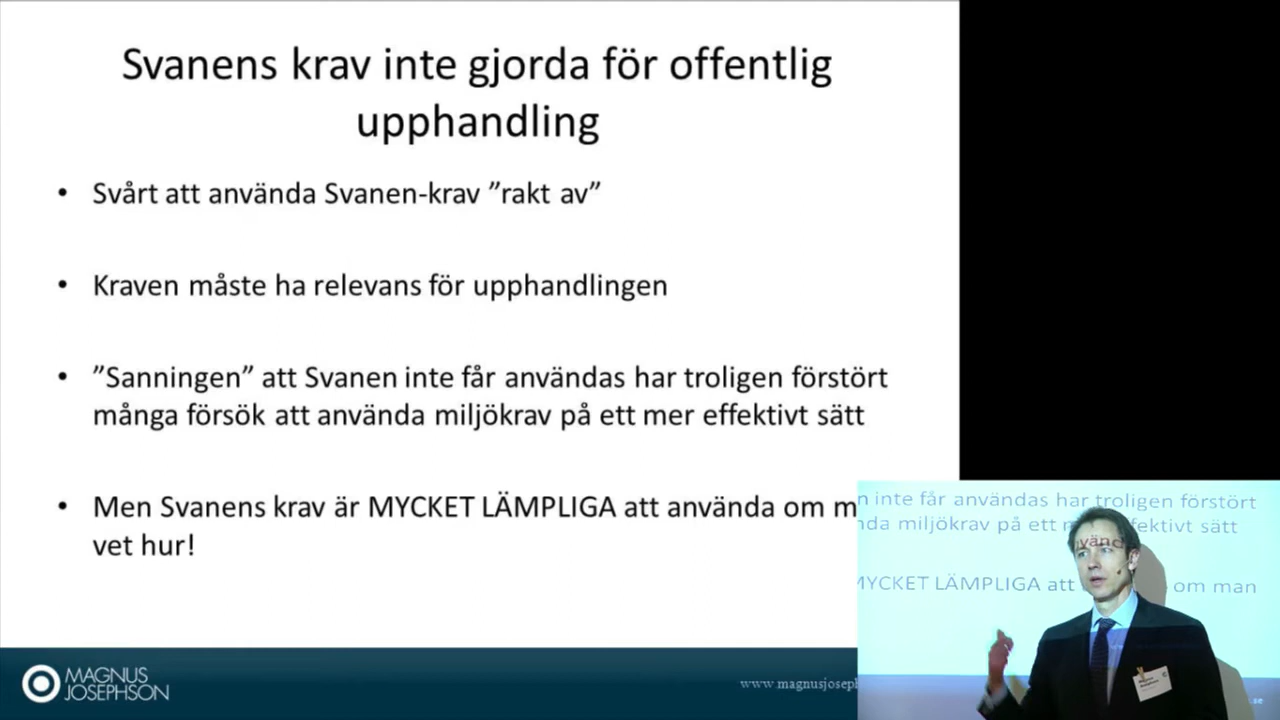 Svanens krav inte gjorda för offentlig
upphandling
• Svårt att använda Svanen-krav ”rakt av”
• Kraven måste ha relevans för upphandlingen
• ”Sanningen” att Svanen inte får användas har troligen förstört
många försök att använda miljökrav på ett mer effektivt sätt
• Men Svanens krav är MYCKET LÄMPLIGA att använda om m
vet hur!
n inte får användas har troligen förstört
nda miljökrav på ett m effektivt sätt
vänd
MYCKET LÄMPLIGA att om man
MAGNUS
JOSEPHSON
www.magnusjoseph
se